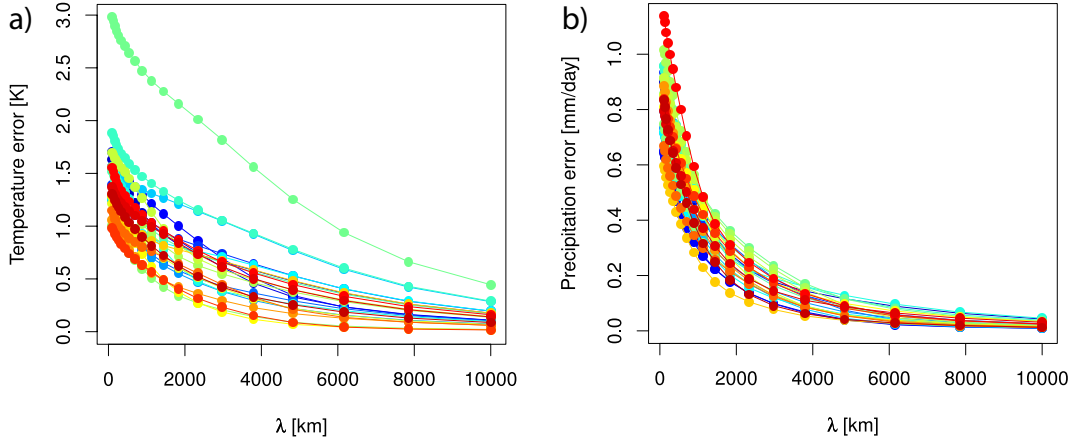 a)
Temperature error [K]
3.0
2.5
2.0
1.5
1.0
0.5
0.0
0 2000 4000 6000 8000 10000
λ [km]
b)
Precipitation error [mm/day]
1.0
0.8
0.6
0.4
0.2
0.0
0 2000 4000 6000 8000 10000
λ [km]